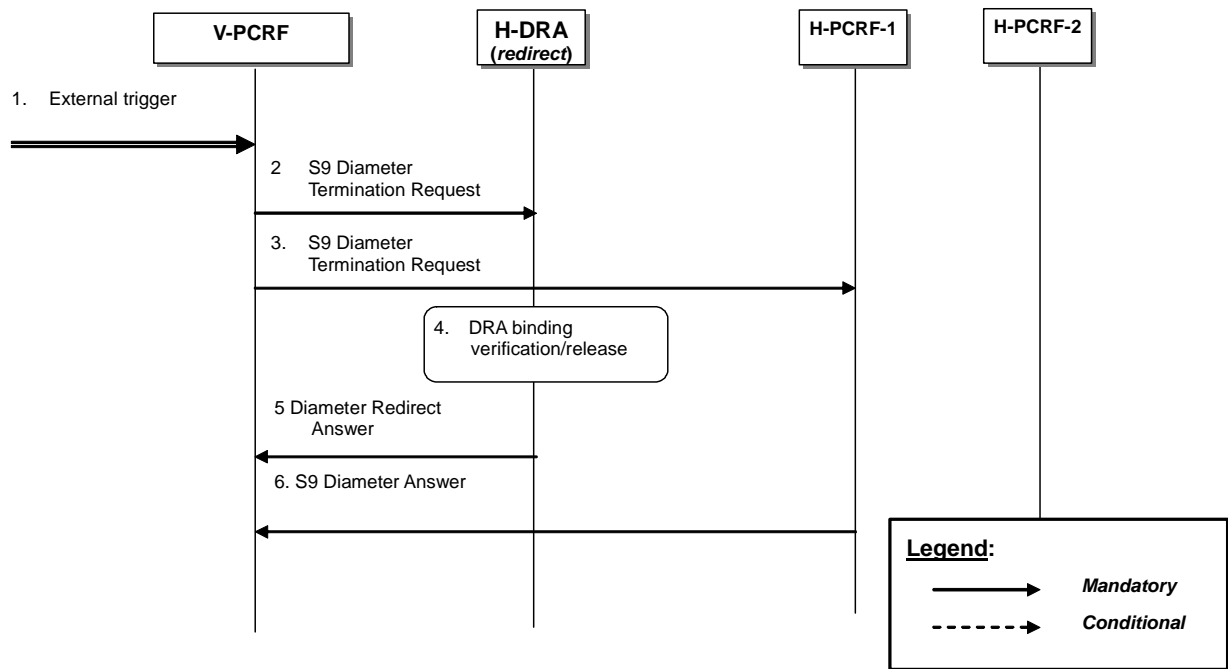 V-PCRF
H-DRA
(redirect)
H-PCRF-1
H-PCRF-2
1. External trigger
2 S9 Diameter
Termination Request
3. S9 Diameter
Termination Request
4. DRA binding
verification/release
5 Diameter Redirect
Answer
6. S9 Diameter Answer
Legend:
Mandatory
Conditional